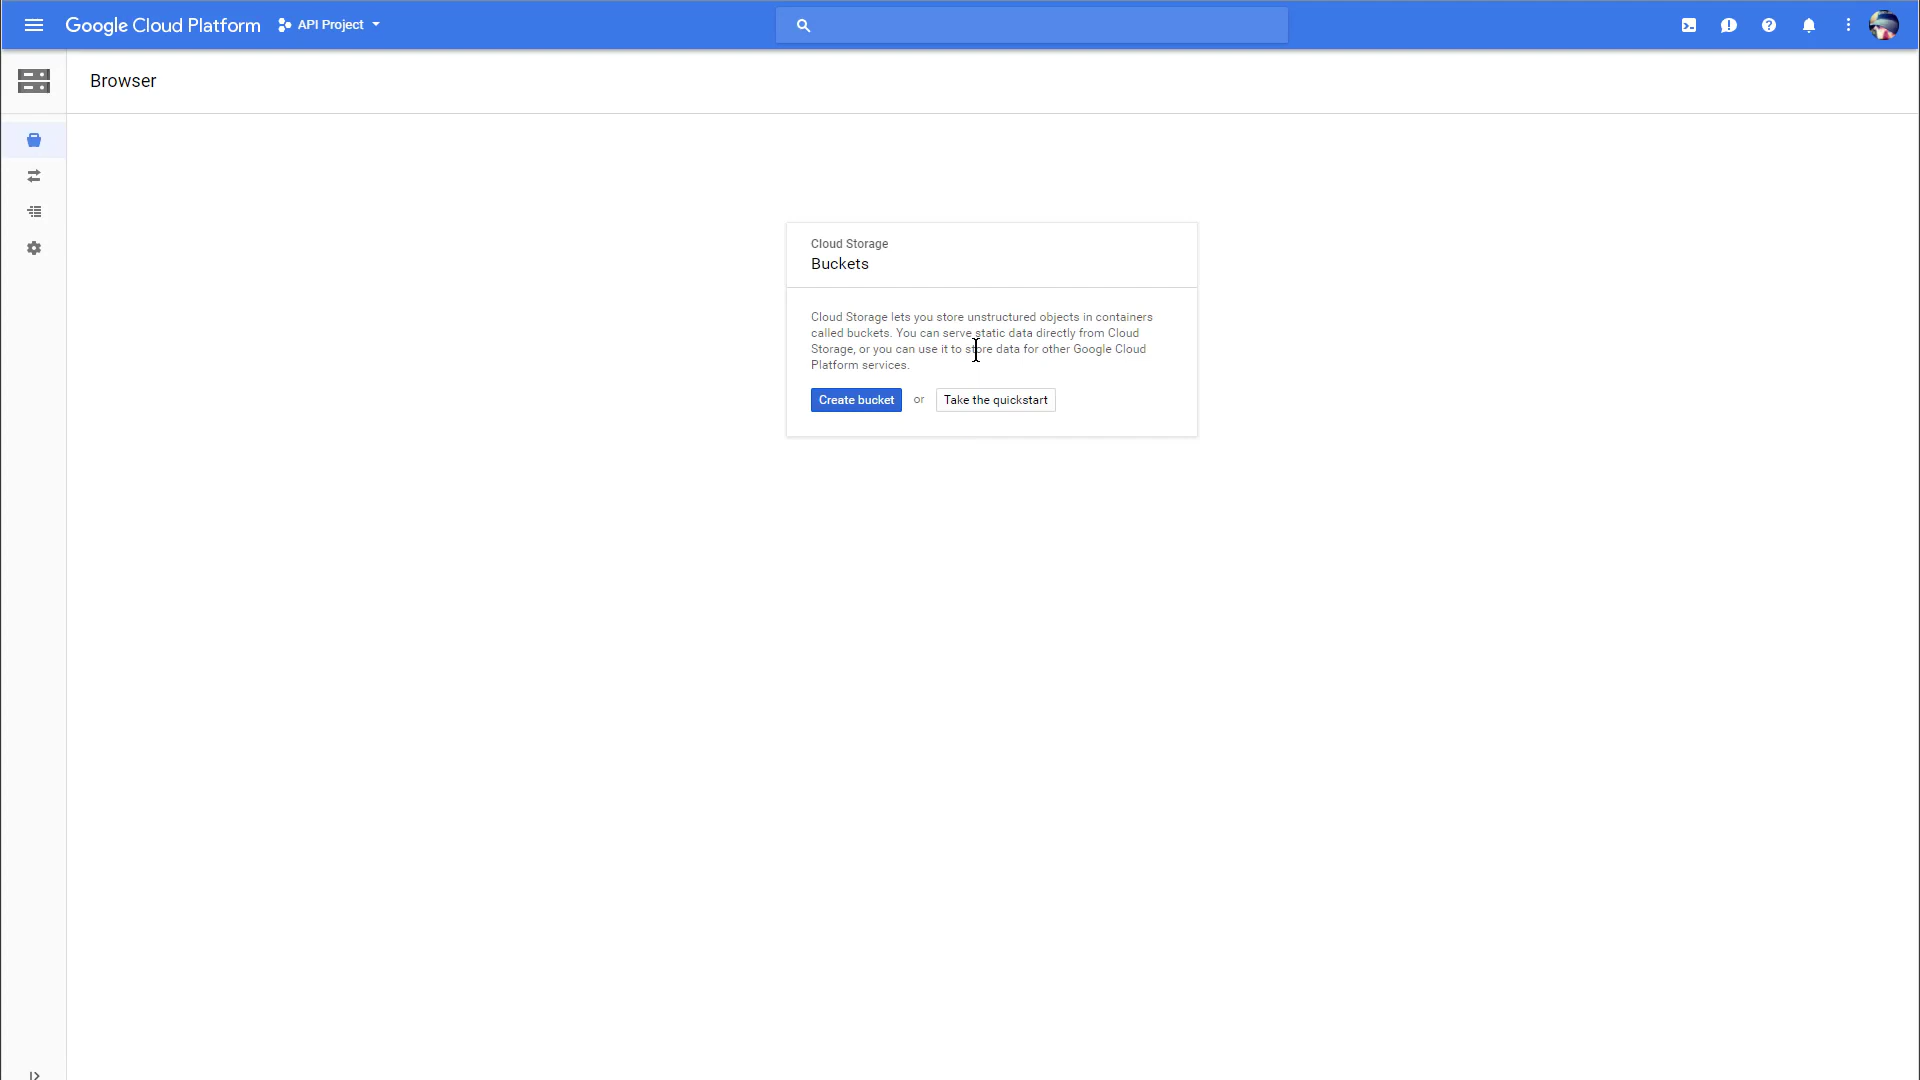 Google Cloud Platform
API Project
Browser
Cloud Storage
Buckets
Cloud Storage lets you store unstructured objects in containers
called buckets. You can serve static data directly from Cloud
Storage, or you can use it to store data for other Google Cloud
Platform services.
Create bucket or Take the quickstart